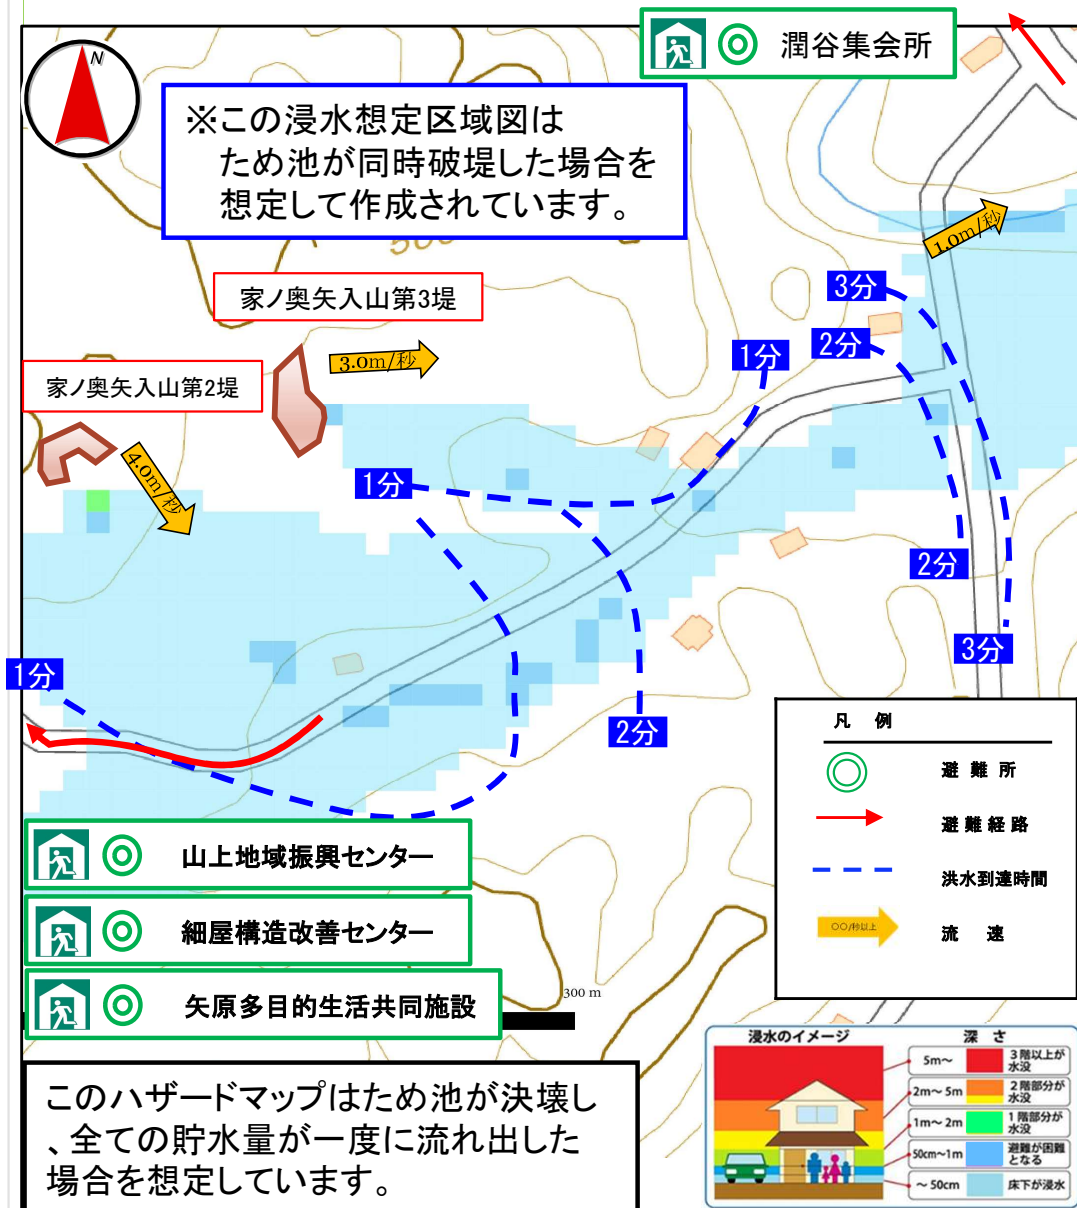 潤谷集会所
N
※この浸水想定区域図は
ため池が同時破堤した場合を
想定して作成されています。
1.0m/秒
家ノ奥矢入山第3堤
3分
2分
1分
3.0m/秒
家ノ奥矢入山第2堤
4.0m/秒
1分
2分
3分
1分
2分
凡 例
避難所
避難経路
洪水到達時間
○○/秒以上
流 速
山上地域振興センター
細屋構造改善センター
矢原多目的生活共同施設
300 m
浸水のイメージ
深 さ
5m～
3階以上が
水没
2m～5m
2階部分が
水没
1m～2m
1階部分が
水没
50cm～1m
避難が困難
となる
～50cm
床下が浸水
このハザードマップはため池が決壊し
、全ての貯水量が一度に流れ出した
場合を想定しています。